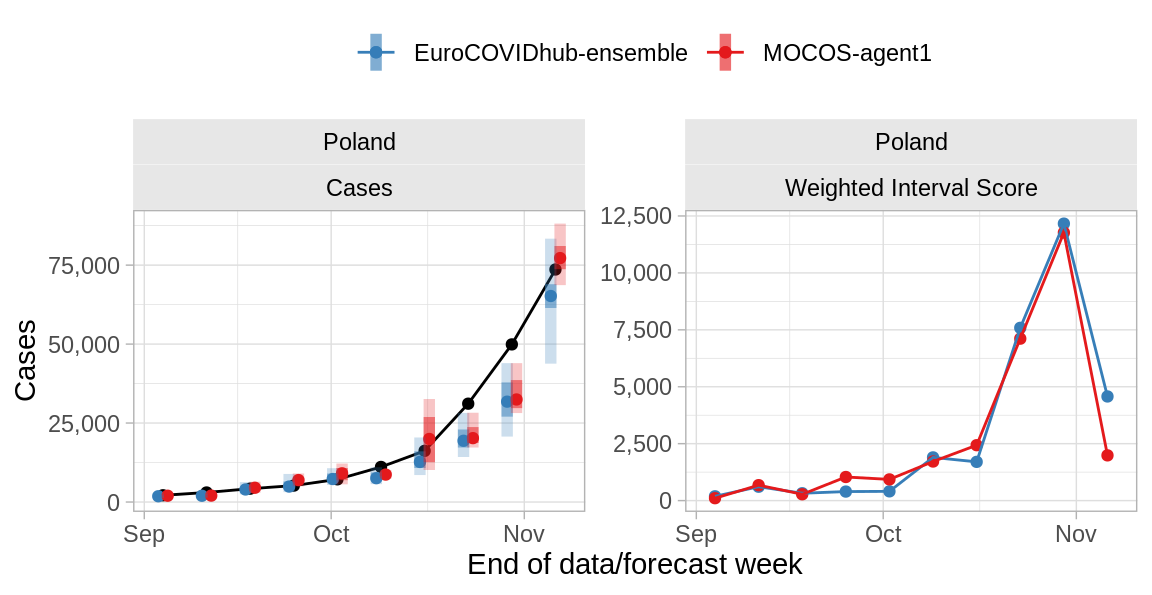 EuroCOVIDhub-ensemble MOCOS-agent1
Poland
Cases
Cases
75,000
50,000
25,000
0
Sep Oct Nov
Poland
Weighted Interval Score
12,500
10,000
7,500
5,000
2,500
0
Sep Oct Nov
End of data/forecast week